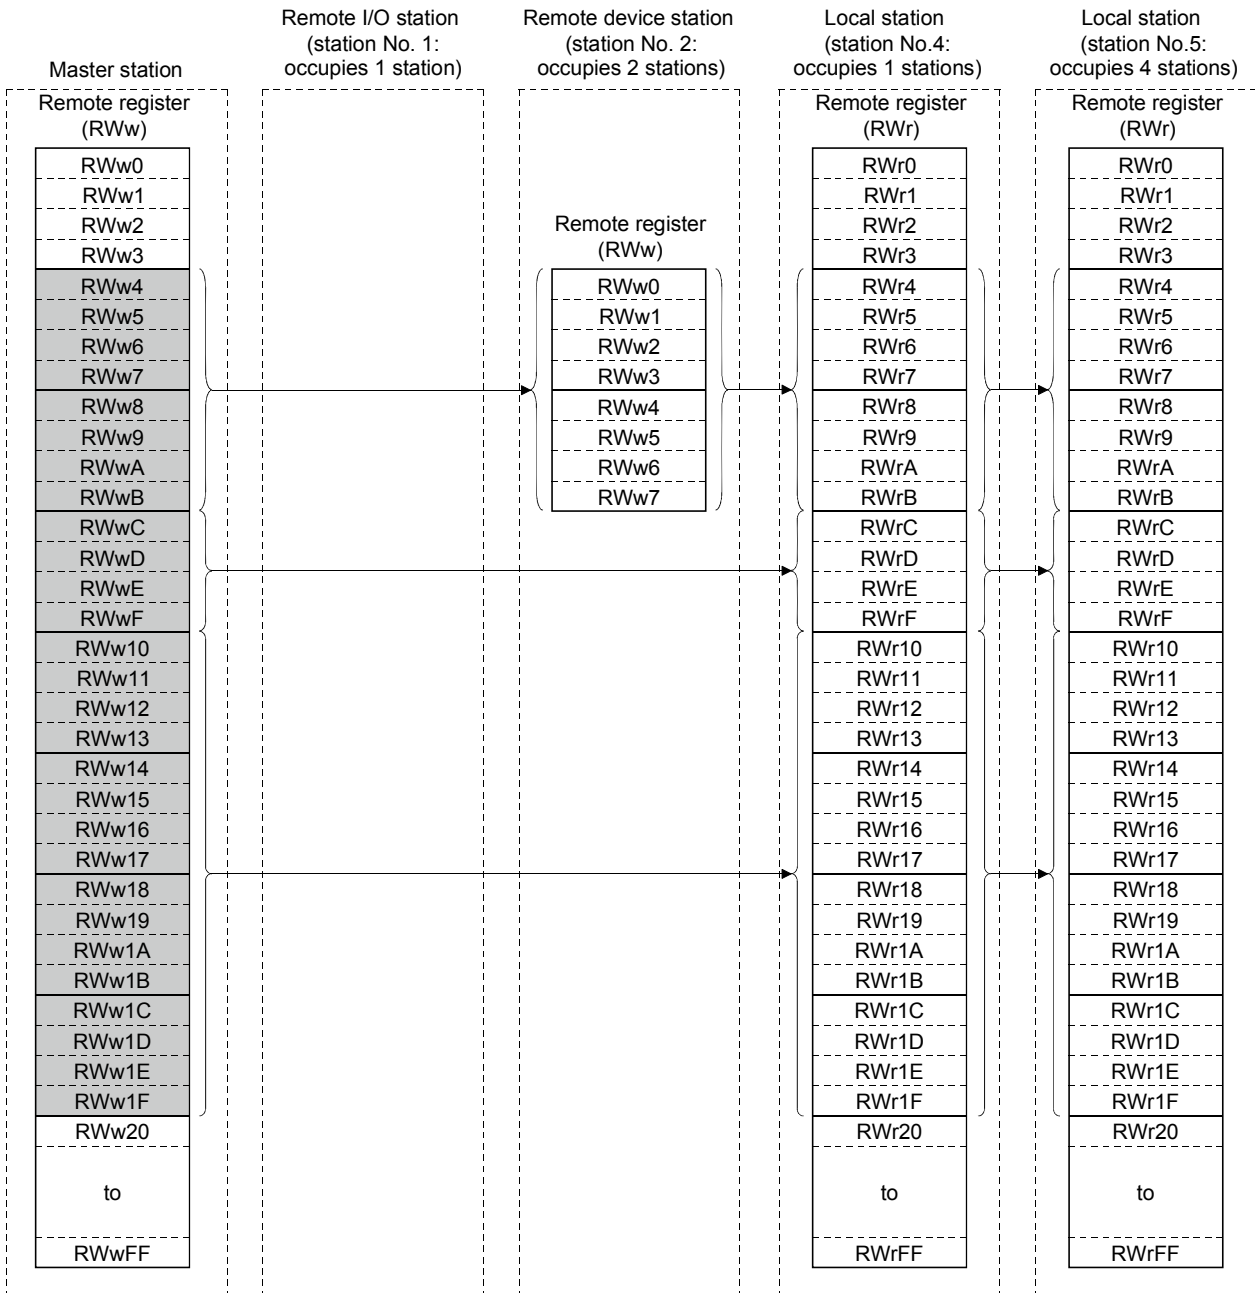 Master station
Remote I/O station
(station No. 1:
occupies 1 station)
Remote device station
(station No. 2:
occupies 2 stations)
Local station
(station No.4:
occupies 1 stations)
Local station
(station No.5:
occupies 4 stations)
Remote register
(RWw)
RWw0
RWw1
RWw2
RWw3
RWw4
RWw5
RWw6
RWw7
RWw8
RWw9
RWwA
RWwB
RWwC
RWwD
RWwE
RWwF
RWw10
RWw11
RWw12
RWw13
RWw14
RWw15
RWw16
RWw17
RWw18
RWw19
RWw1A
RWw1B
RWw1C
RWw1D
RWw1E
RWw1F
RWw20
to
RWwFF
Remote register
(RWw)
RWw0
RWw1
RWw2
RWw3
RWw4
RWw5
RWw6
RWw7
Remote register
(RWr)
RWr0
RWr1
RWr2
RWr3
RWr4
RWr5
RWr6
RWr7
RWr8
RWr9
RWrA
RWrB
RWrC
RWrD
RWrE
RWrF
RWr10
RWr11
RWr12
RWr13
RWr14
RWr15
RWr16
RWr17
RWr18
RWr19
RWr1A
RWr1B
RWr1C
RWr1D
RWr1E
RWr1F
RWr20
to
RWrFF
Remote register
(RWr)
RWr0
RWr1
RWr2
RWr3
RWr4
RWr5
RWr6
RWr7
RWr8
RWr9
RWrA
RWrB
RWrC
RWrD
RWrE
RWrF
RWr10
RWr11
RWr12
RWr13
RWr14
RWr15
RWr16
RWr17
RWr18
RWr19
RWr1A
RWr1B
RWr1C
RWr1D
RWr1E
RWr1F
RWr20
to
RWrFF